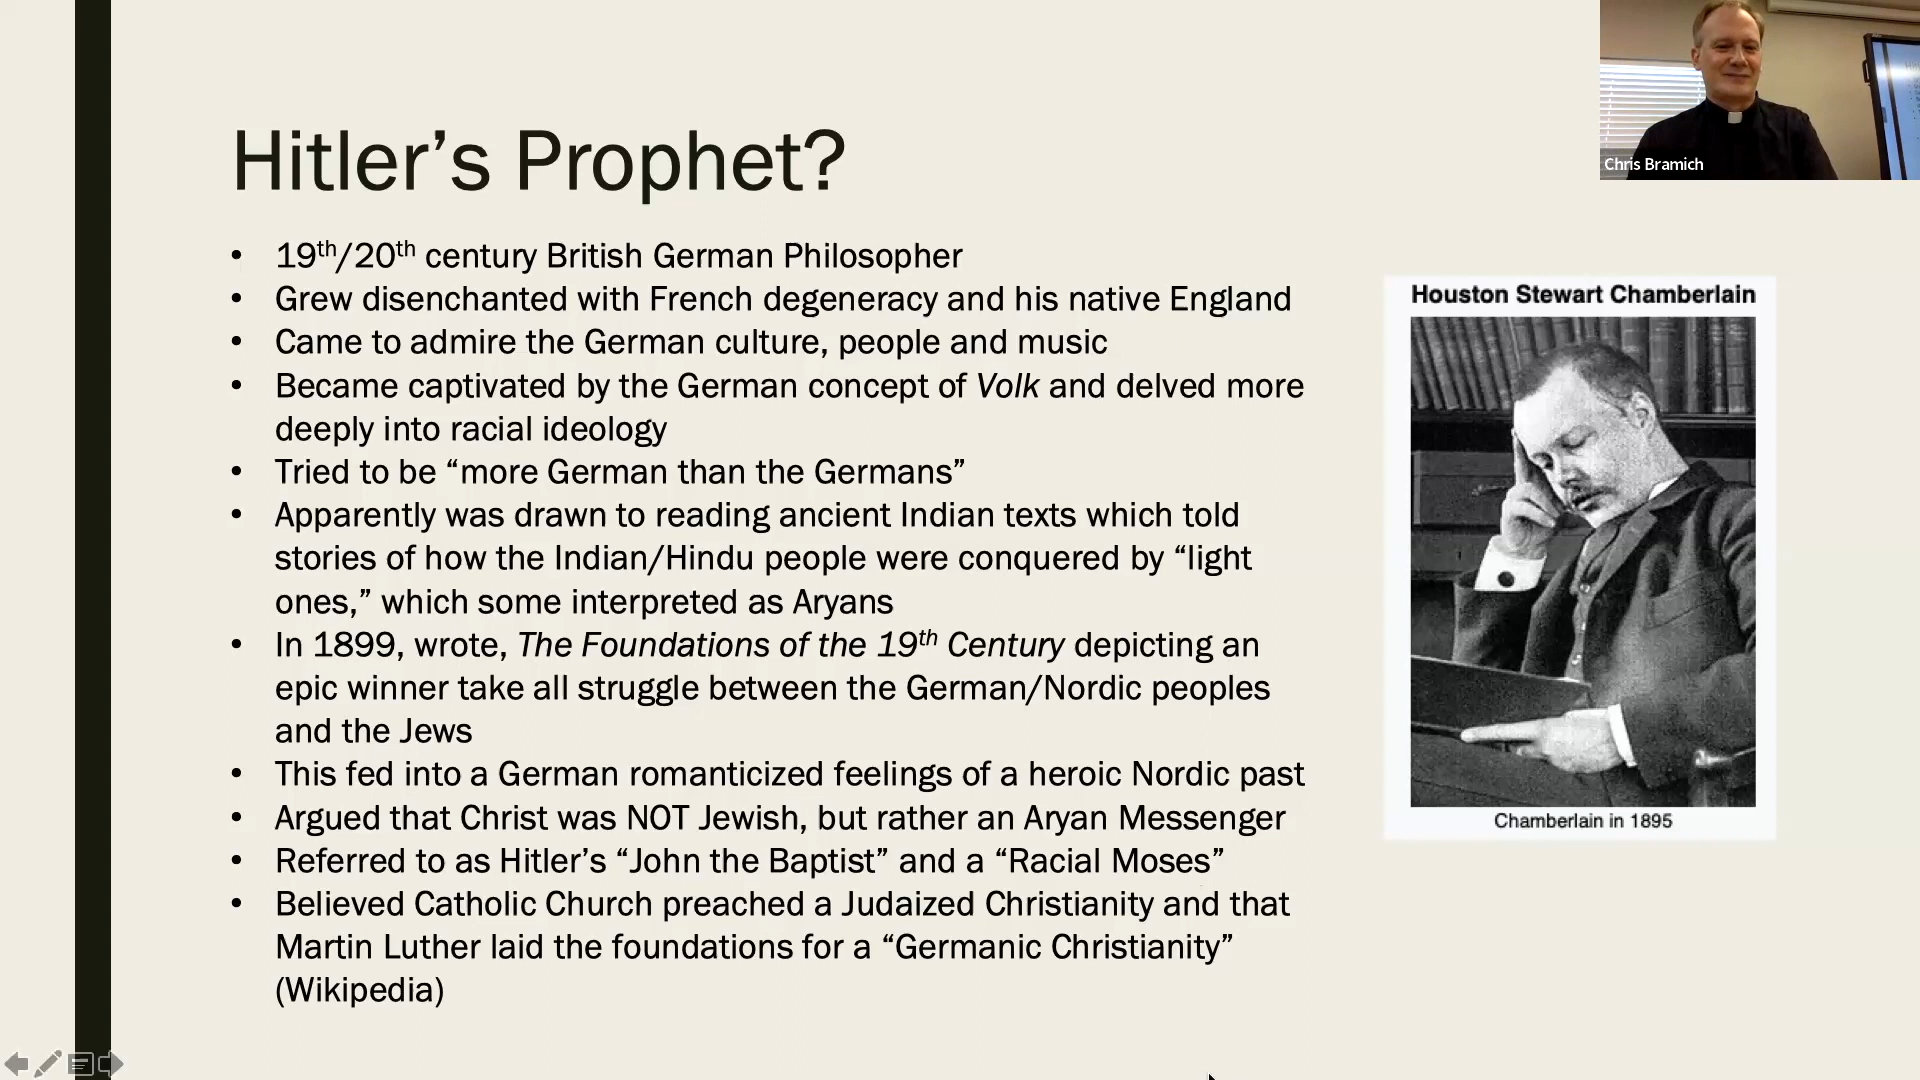 Chris Bramich
Hitler’s Prophet?
• 19th/20th century British German Philosopher
• Grew disenchanted with French degeneracy and his native England
• Came to admire the German culture, people and music
• Became captivated by the German concept of Volk and delved more
deeply into racial ideology
• Tried to be “more German than the Germans”
• Apparently was drawn to reading ancient Indian texts which told
stories of how the Indian/Hindu people were conquered by “light
ones,” which some interpreted as Aryans
• In 1899, wrote, The Foundations of the 19th Century depicting an
epic winner take all struggle between the German/Nordic peoples
and the Jews
• This fed into a German romanticized feelings of a heroic Nordic past
• Argued that Christ was NOT Jewish, but rather an Aryan Messenger
• Referred to as Hitler’s “John the Baptist” and a “Racial Moses”
• Believed Catholic Church preached a Judaized Christianity and that
Martin Luther laid the foundations for a “Germanic Christianity”
(Wikipedia)
Houston Stewart Chamberlain
Chamberlain in 1895